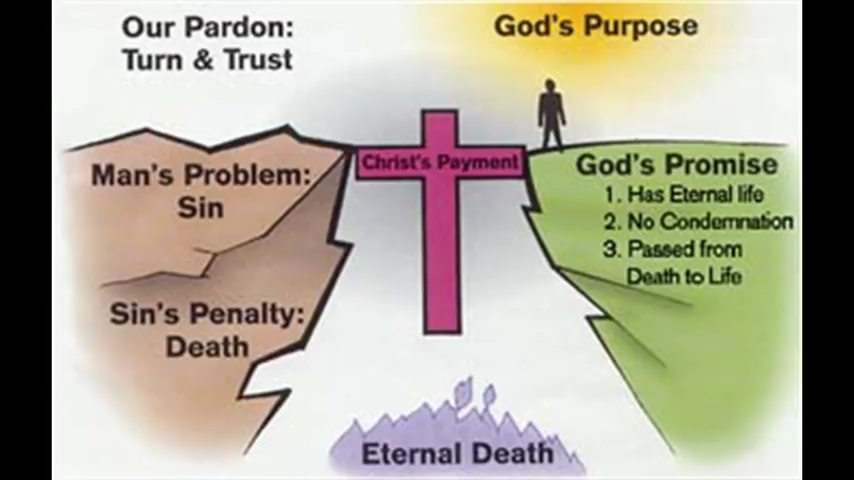 Our Pardon:
Turn & Trust
God's Purpose
Man's Problem:
Sin
Christ's Payment
God's Promise
1. Has Eternal life
2. No Condemnation
3. Passed from
Death to Life
Sin's Penalty:
Death
Eternal Death